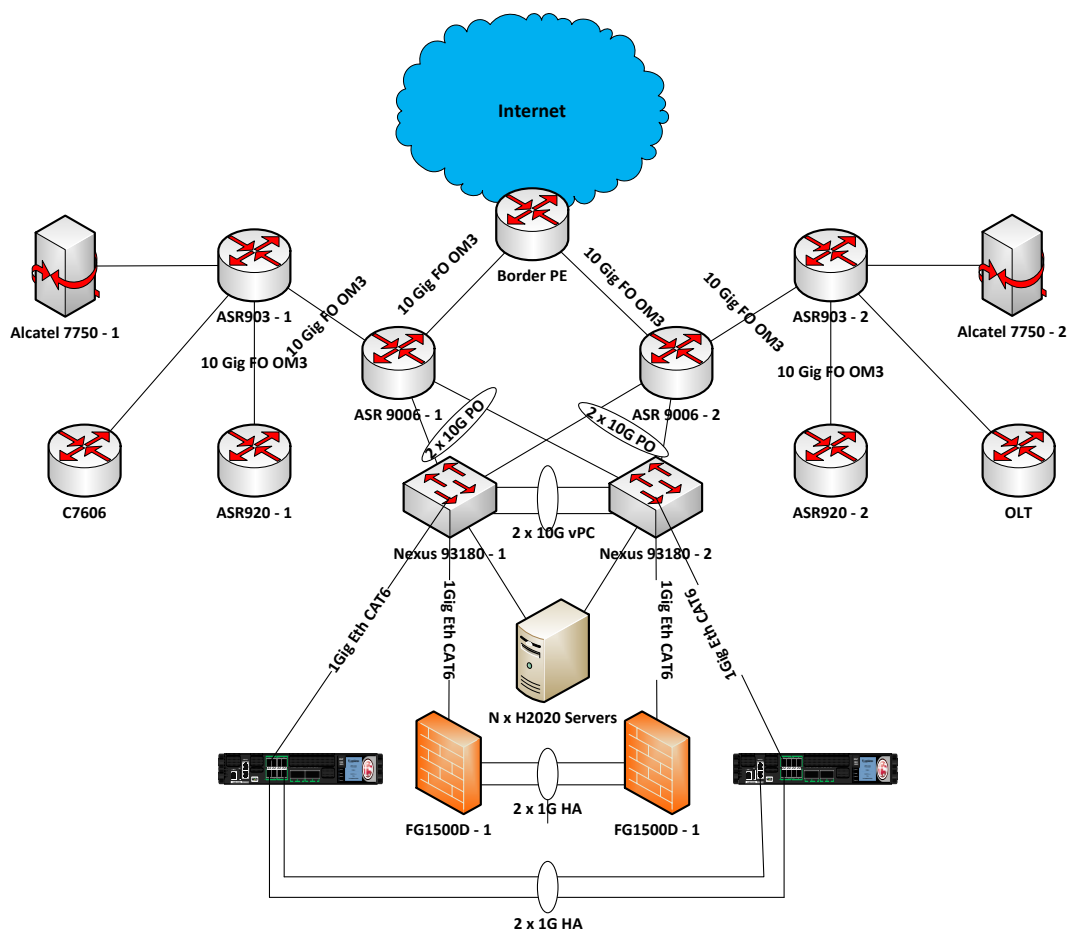 Internet
Border PE
10 Gig FO OM3
10 Gig FO OM3
Alcatel 7750 - 1
ASR903 - 1
10 Gig FO OM3
10 Gig FO OM3
ASR903 - 2
Alcatel 7750 - 2
10 Gig FO OM3
10 Gig FO OM3
ASR 9006 - 1
ASR 9006 - 2
2 x 10G PO
2 x 10G PO
C7606
ASR920 - 1
ASR920 - 2
OLT
2 x 10G vPC
Nexus 93180 - 1
Nexus 93180 - 2
1Gig Eth CAT6
1Gig Eth CAT6
1Gig Eth CAT6
1Gig Eth CAT6
N x H2020 Servers
2 x 1G HA
FG1500D - 1
FG1500D - 1
2 x 1G HA